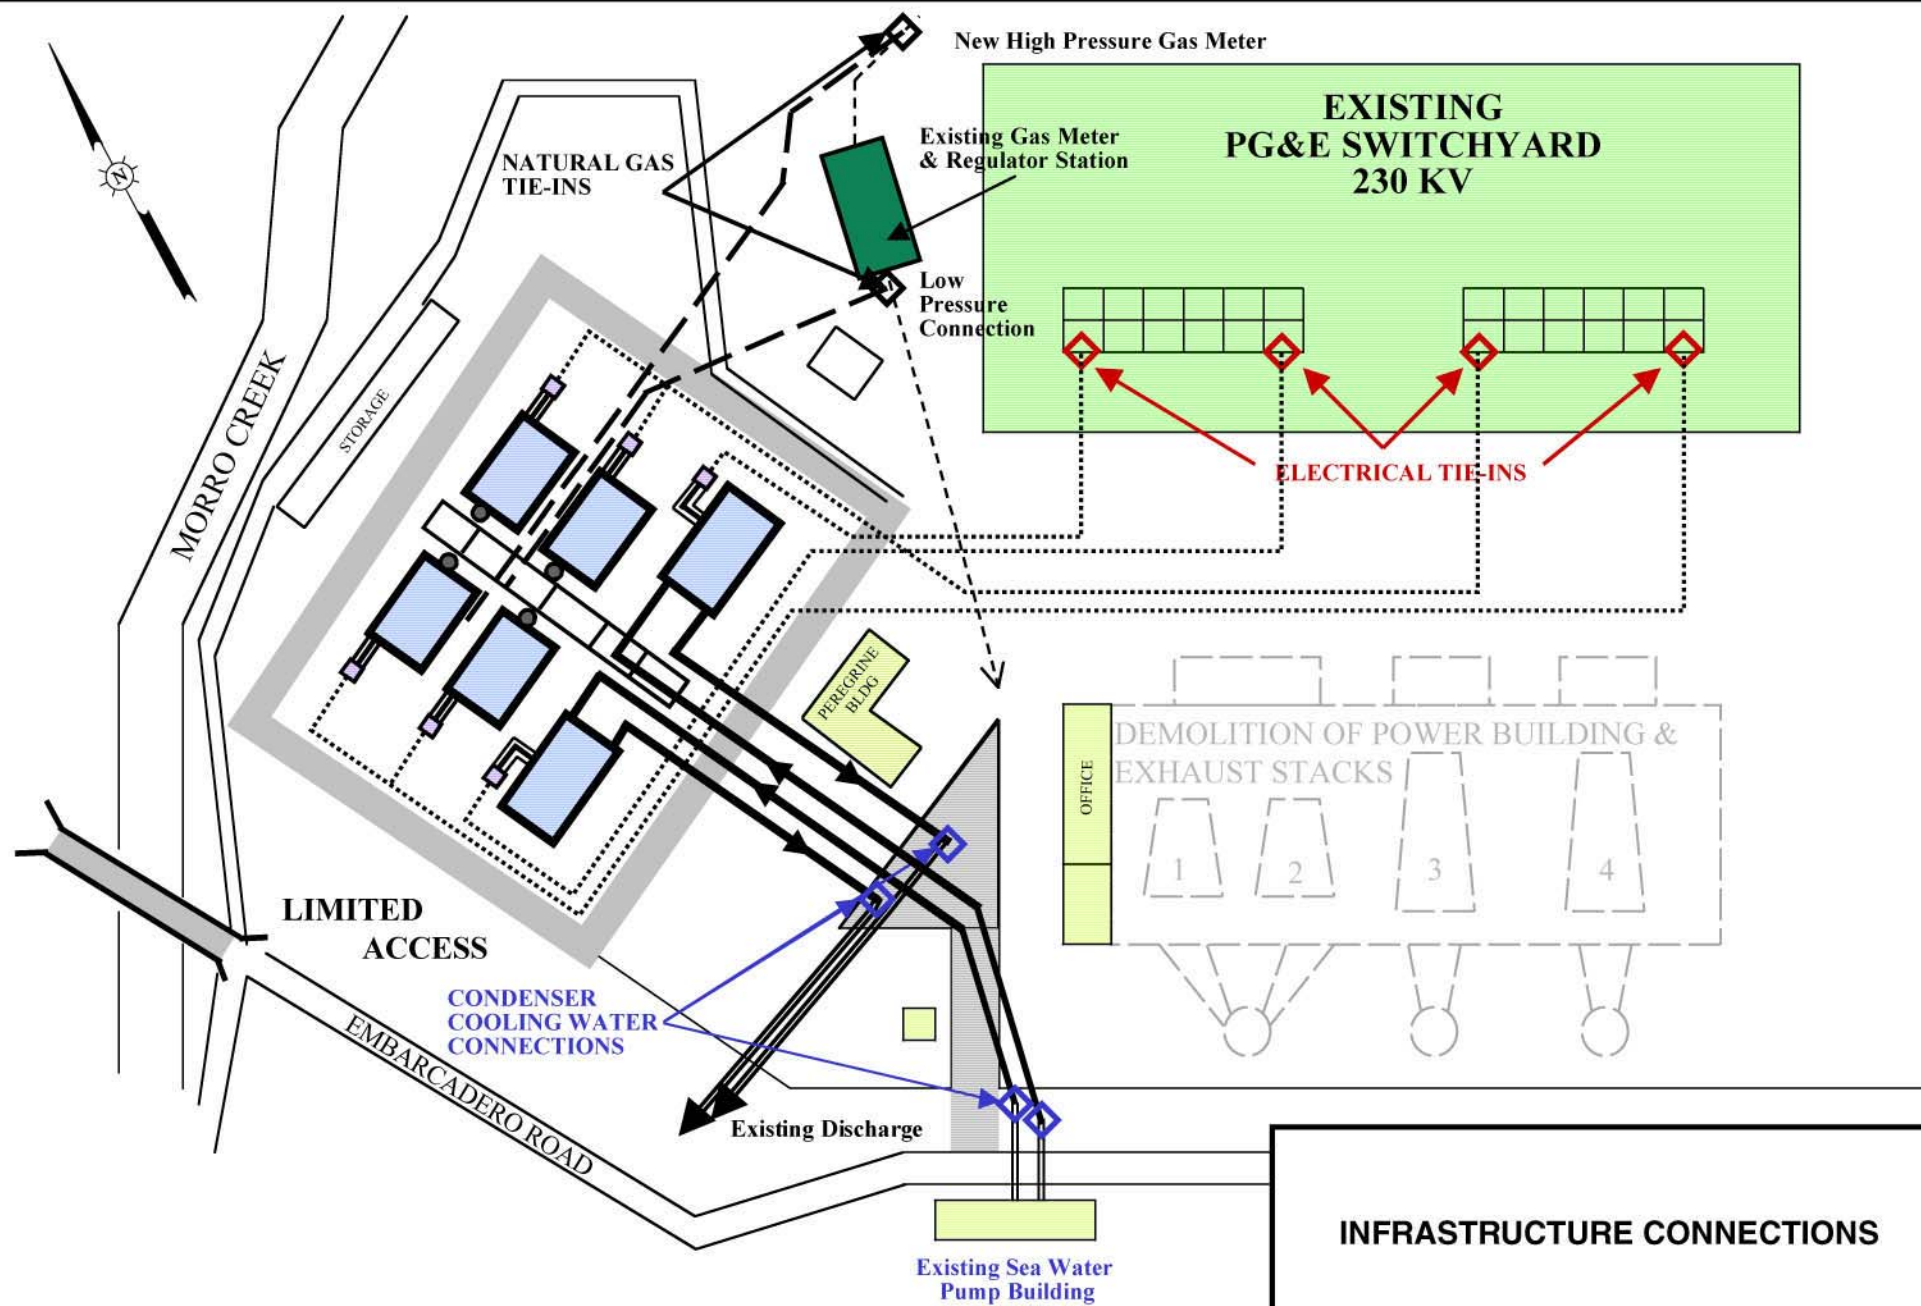 New High Pressure Gas Meter
EXISTING
PG&E SWITCHYARD
230 KV
Existing Gas Meter
& Regulator Station
NATURAL GAS
TIE-INS
N
Low
Pressure
Connection
MORRO CREEK
STORAGE
ELECTRICAL TIE-INS
PEREGRINE
BLDG
OFFICE
DEMOLITION OF POWER BUILDING &
EXHAUST STACKS
1
2
3
4
LIMITED
ACCESS
CONDENSER
COOLING WATER
CONNECTIONS
EMBARCADERO ROAD
Existing Discharge
INFRASTRUCTURE CONNECTIONS
Existing Sea Water
Pump Building